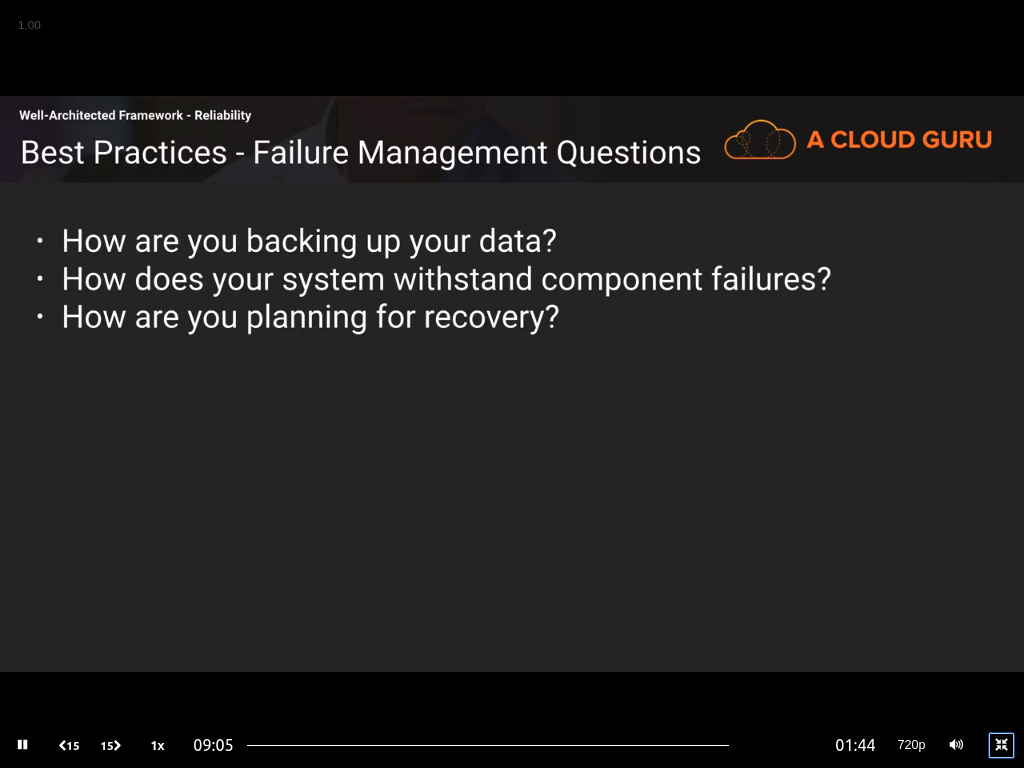 1.00
Well-Architected Framework - Reliability
Best Practices - Failure Management Questions
A CLOUD GURU
• How are you backing up your data?
• How does your system withstand component failures?
• How are you planning for recovery?
15 15 1x 09:05 01:44 720p